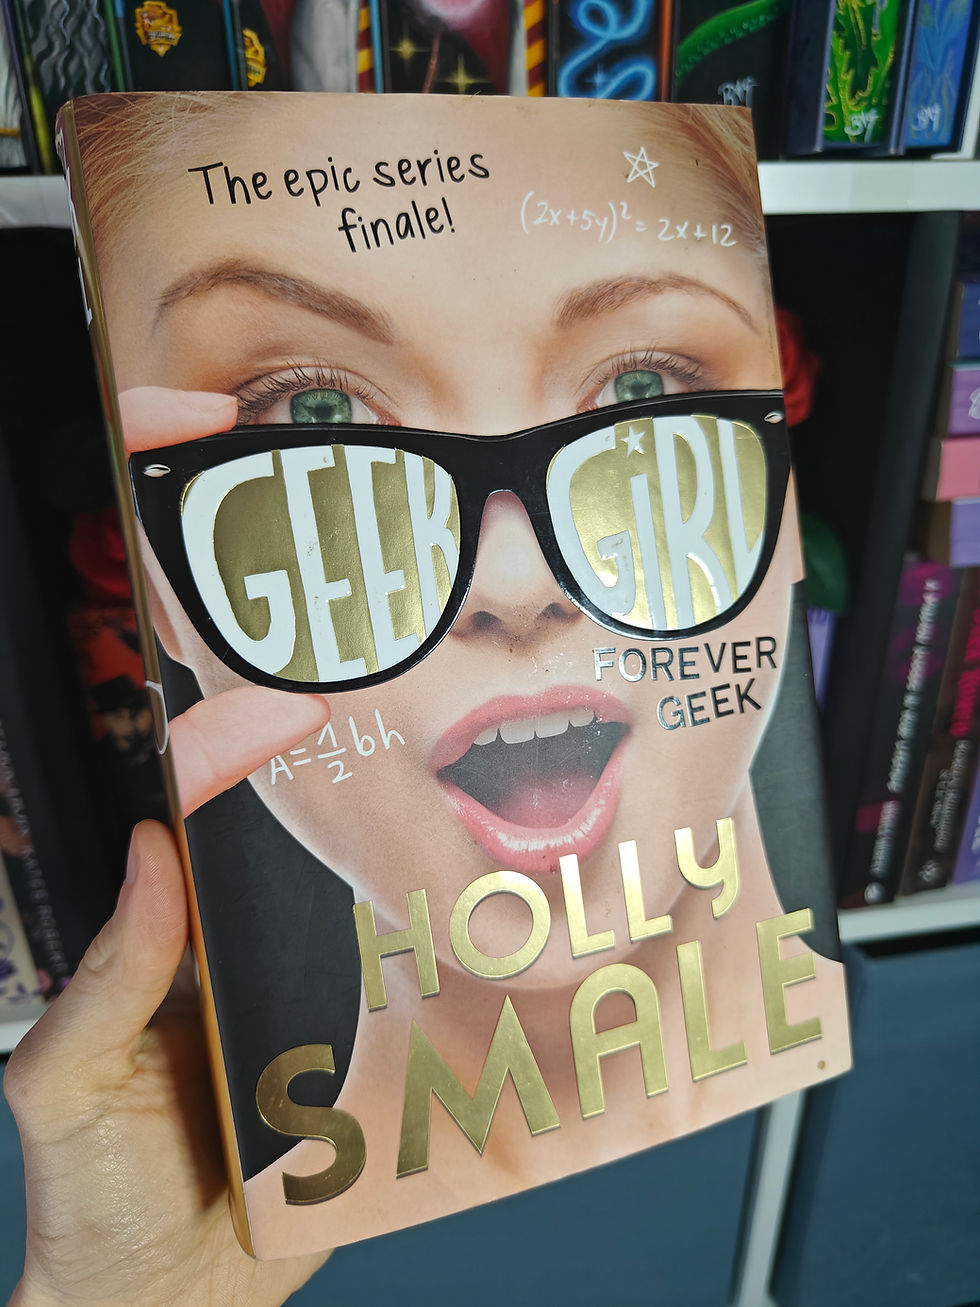 The epic series
finale!
(2x+5y)²= 2x+12
GEEK
GiRL
FOREVER
GEEK
A=1/2bh
HOLLY
SMALE